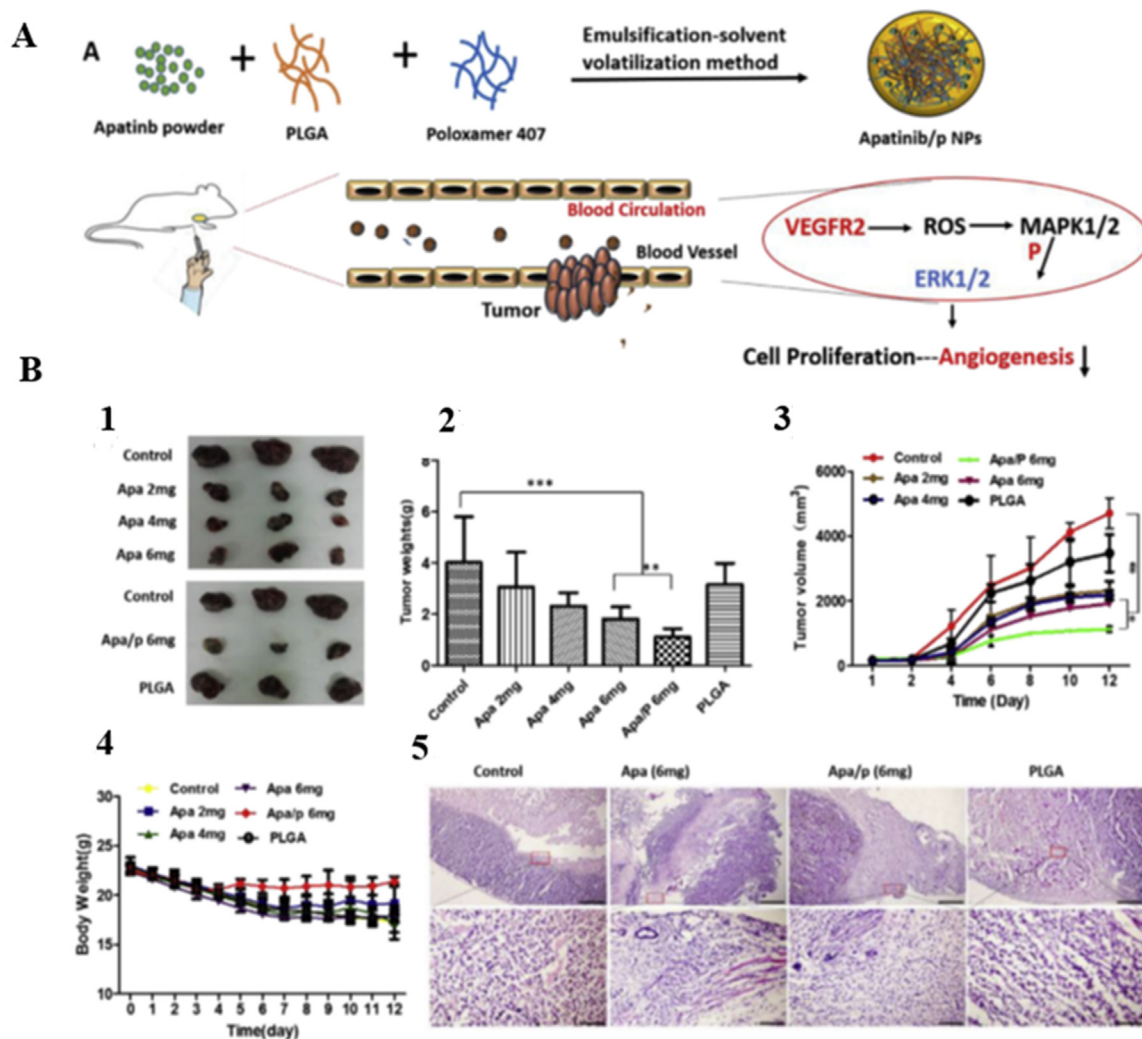 A
A
Apatinb powder
+
PLGA
+
Poloxamer 407
Emulsification-solvent
volatilization method
Apatinib/p NPs
Blood Circulation
Blood Vessel
Tumor
VEGFR2
ROS
MAPK1/2
P
ERK1/2
Cell Proliferation---Angiogenesis
B
1
Control
Apa 2mg
Apa 4mg
Apa 6mg
Control
Apa/p 6mg
PLGA
2
Tumor weights(g)
8
6
4
2
0
***
**
Control
Apa 2mg
Apa 4mg
Apa 6mg
Apa/P 6mg
PLGA
3
Control
Apa 2mg
Apa 4mg
Apa/P 6mg
Apa 6mg
PLGA
Tumor volume (mm3)
6000
4000
2000
0
**
*
1 2 4 6 8 10 12
Time (Day)
4
Control
Apa 2mg
Apa 4mg
Apa 6mg
Apa/p 6mg
PLGA
Body Weight(g)
30
25
20
15
10
0 1 2 3 4 5 6 7 8 9 10 11 12
Time(day)
5
Control
Apa (6mg)
Apa/p (6mg)
PLGA